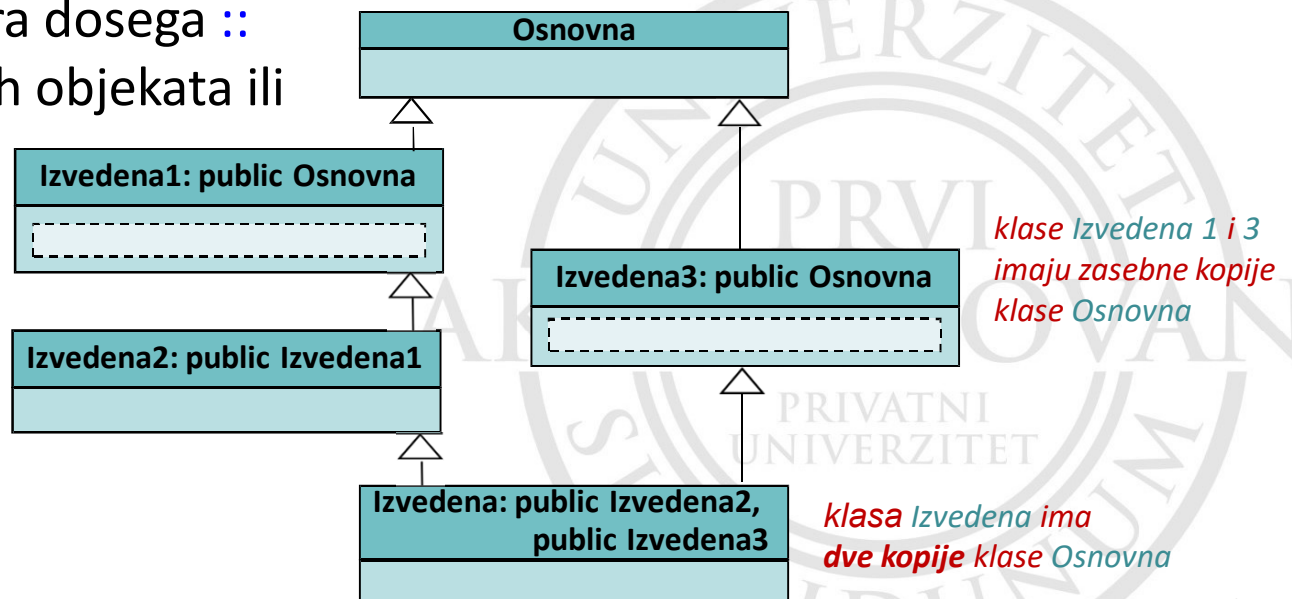 ra dosega ::
h objekata ili
Osnovna
Izvedena1: public Osnovna
Izvedena3: public Osnovna
klase Izvedena 1 i 3
imaju zasebne kopije
klase Osnovna
Izvedena2: public Izvedena1
Izvedena: public Izvedena2,
public Izvedena3
klasa Izvedena ima
dve kopije klase Osnovna
PRVI
PRIVATNI
UNIVERZITET